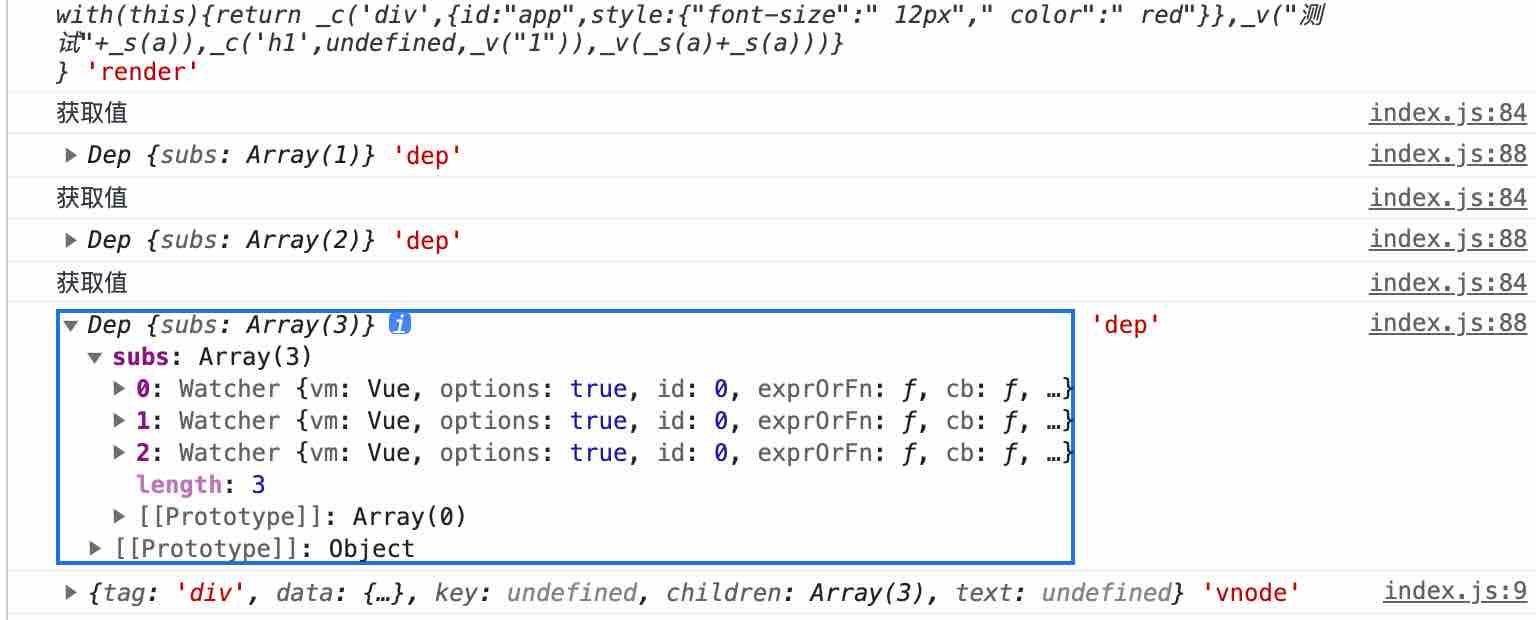 with(this){return _c('div',{id:"app",style:{"font-size":" 12px"," color":" red"}},_v("测
试"+_s(a)),_c('h1',undefined,_v("1")),_v(_s(a)+_s(a)))}
} 'render'
获取值 index.js:84
▶ Dep {subs: Array(1)} 'dep' index.js:88
获取值 index.js:84
▶ Dep {subs: Array(2)} 'dep' index.js:88
获取值 index.js:84
▼ Dep {subs: Array(3)} i 'dep' index.js:88
▼ subs: Array(3)
▶ 0: Watcher {vm: Vue, options: true, id: 0, exprOrFn: ƒ, cb: ƒ, …}
▶ 1: Watcher {vm: Vue, options: true, id: 0, exprOrFn: ƒ, cb: ƒ, …}
▶ 2: Watcher {vm: Vue, options: true, id: 0, exprOrFn: ƒ, cb: ƒ, …}
length: 3
▶ [[Prototype]]: Array(0)
▶ [[Prototype]]: Object
▶ {tag: 'div', data: {…}, key: undefined, children: Array(3), text: undefined} 'vnode' index.js:9